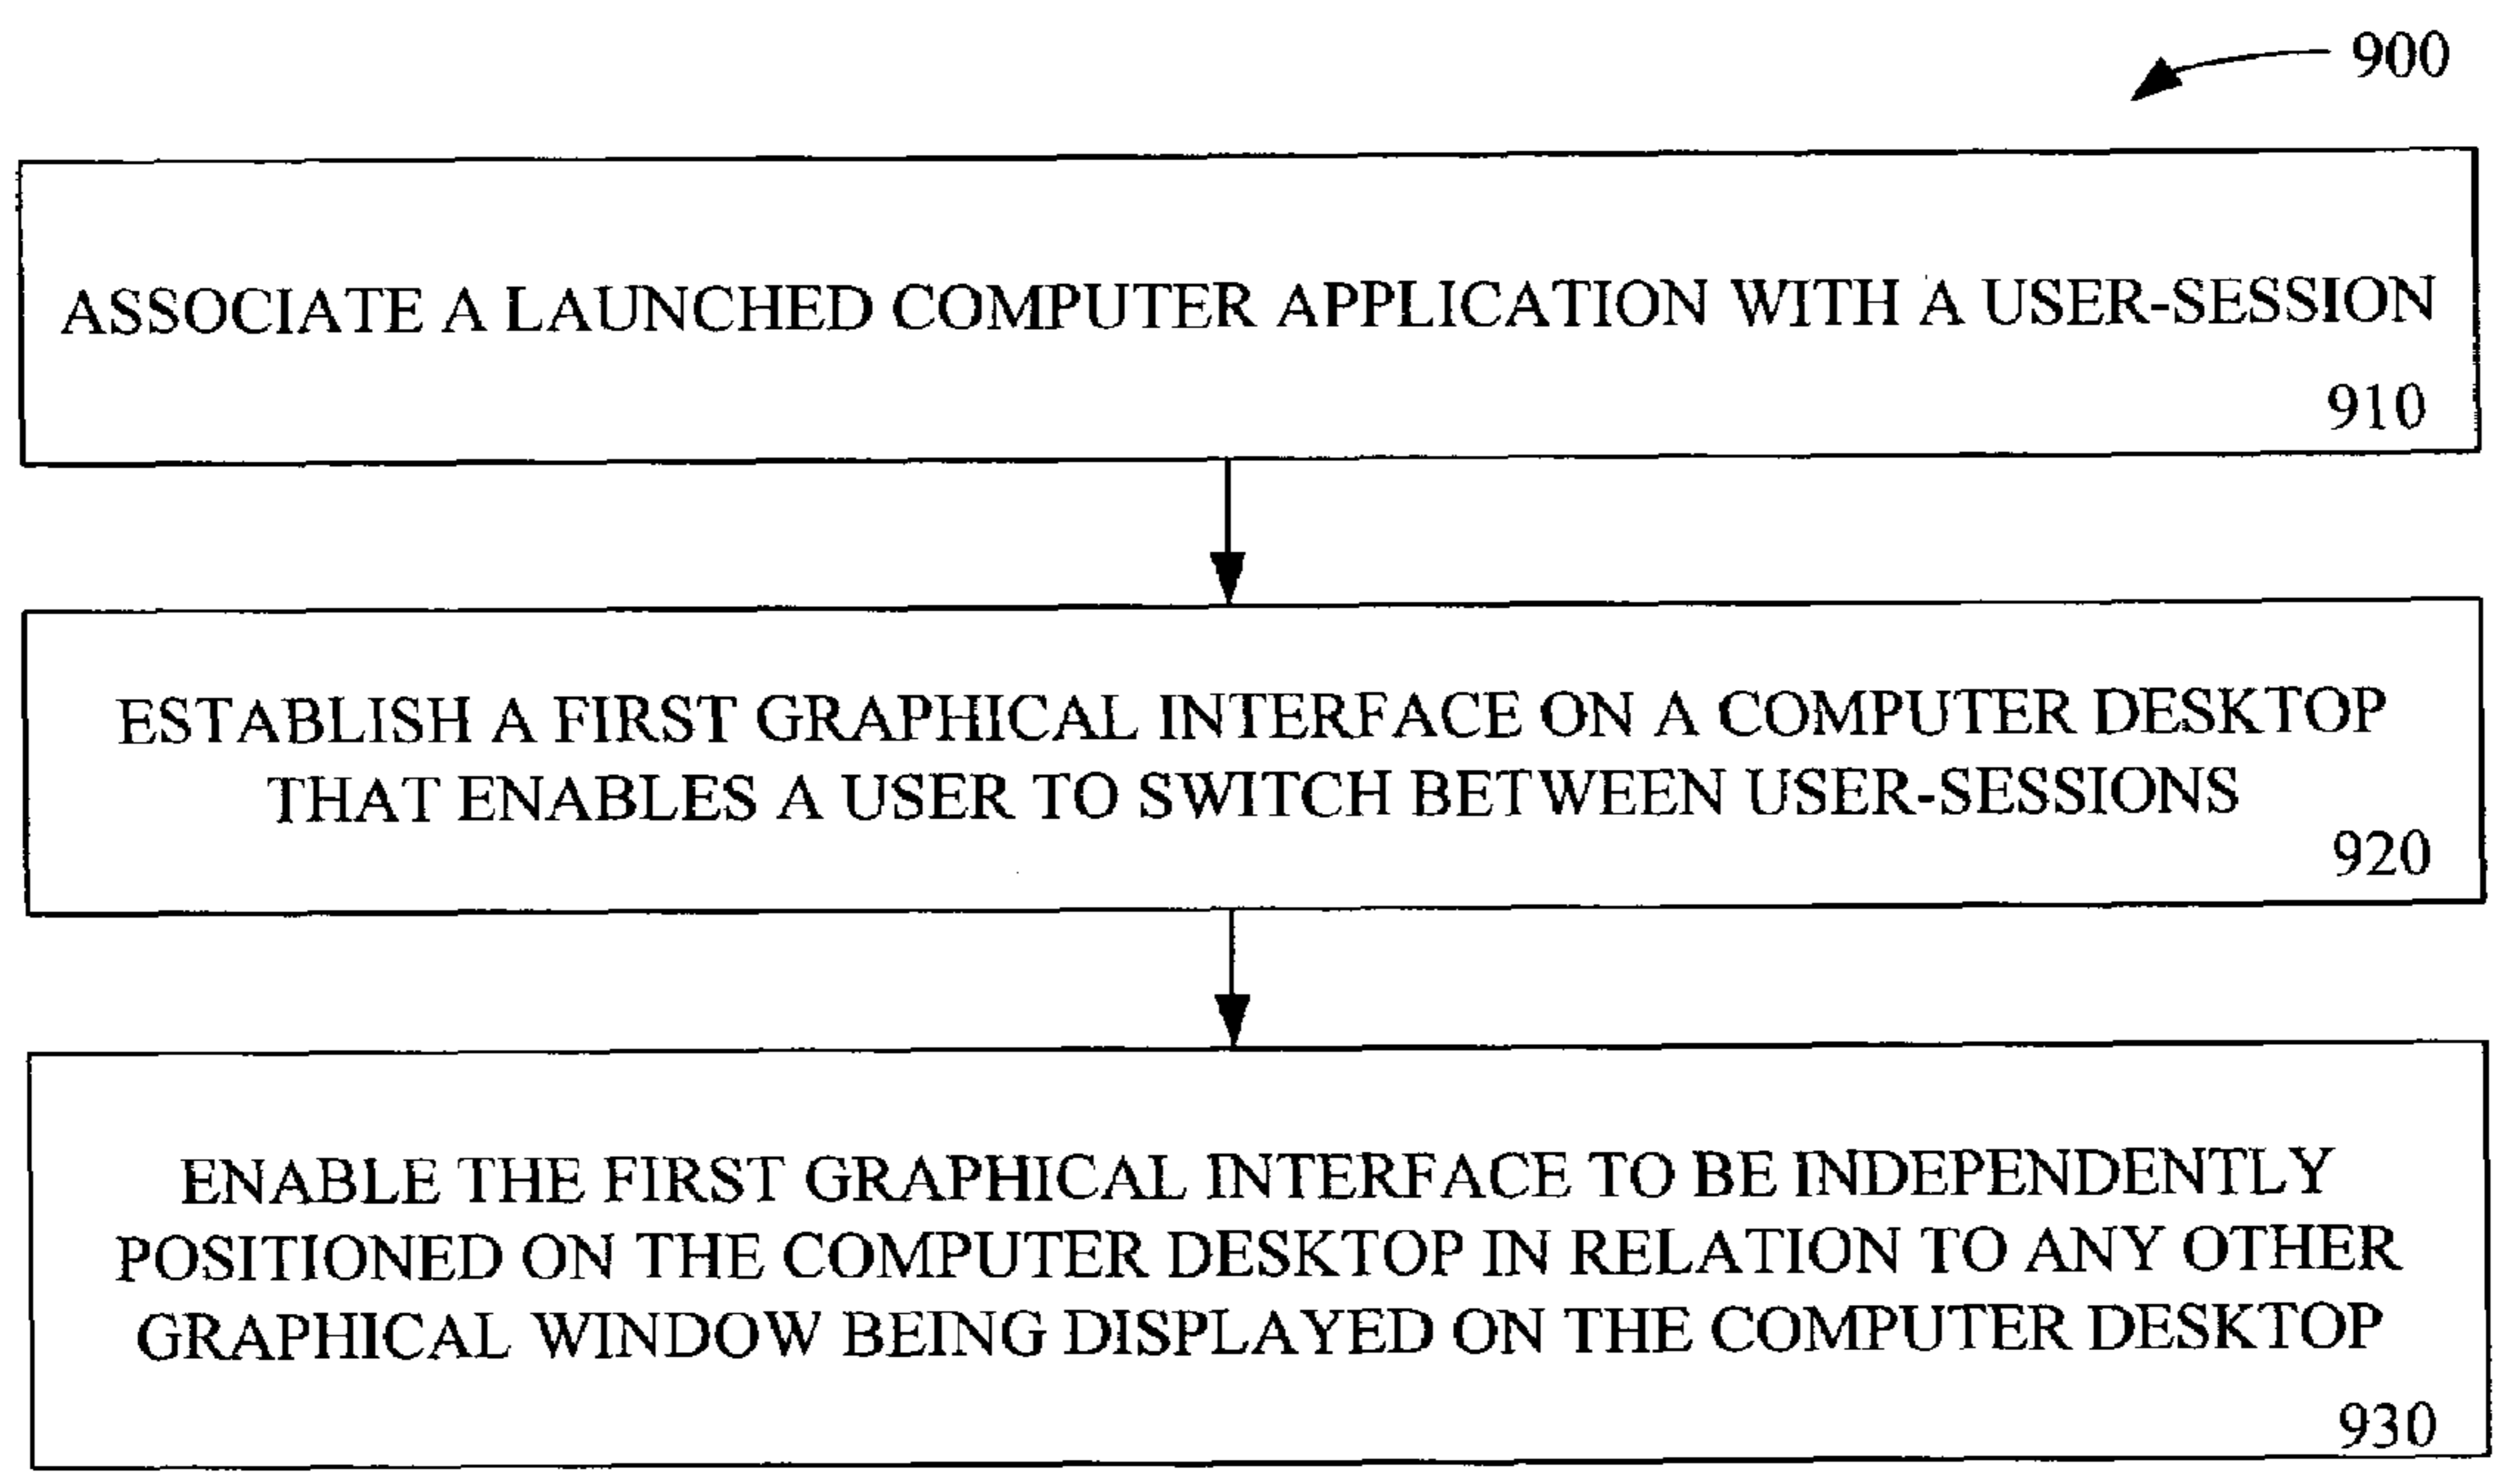 900
ASSOCIATE A LAUNCHED COMPUTER APPLICATION WITH A USER-SESSION
910
ESTABLISH A FIRST GRAPHICAL INTERFACE ON A COMPUTER DESKTOP
THAT ENABLES A USER TO SWITCH BETWEEN USER-SESSIONS
920
ENABLE THE FIRST GRAPHICAL INTERFACE TO BE INDEPENDENTLY
POSITIONED ON THE COMPUTER DESKTOP IN RELATION TO ANY OTHER
GRAPHICAL WINDOW BEING DISPLAYED ON THE COMPUTER DESKTOP
930